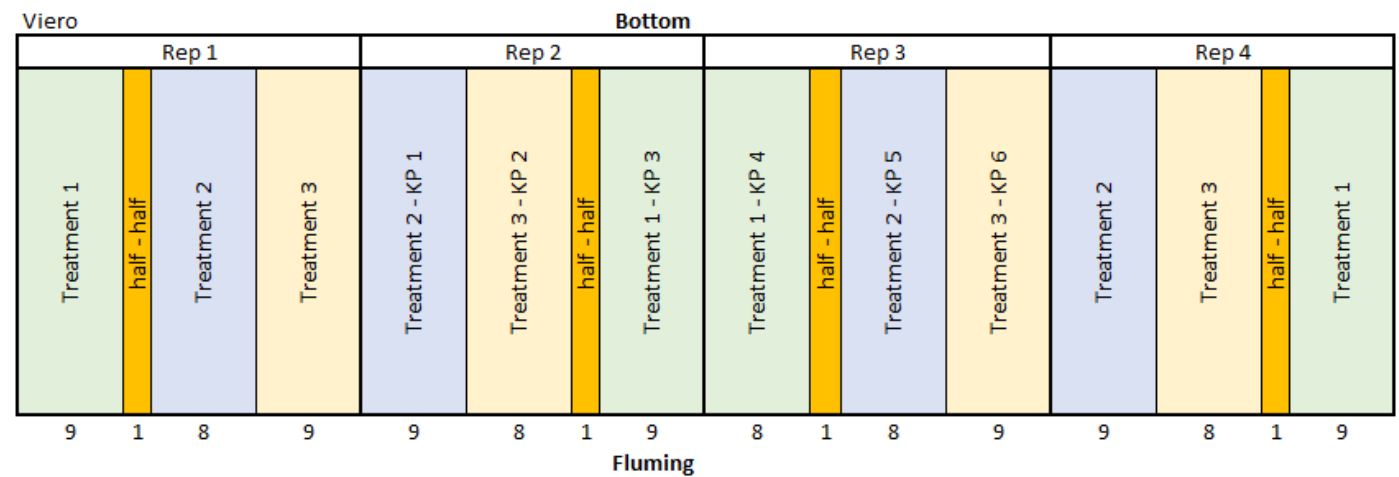 Viero
Bottom
Rep 1
Rep 2
Rep 3
Rep 4
Treatment 1
half - half
Treatment 2
Treatment 3
Treatment 2 - KP 1
Treatment 3 - KP 2
half - half
Treatment 1 - KP 3
Treatment 1 - KP 4
half - half
Treatment 2 - KP 5
Treatment 3 - KP 6
Treatment 2
Treatment 3
half - half
Treatment 1
9 1 8 9 9 8 1 9 8 1 8 9 9 8 1 9
Fluming